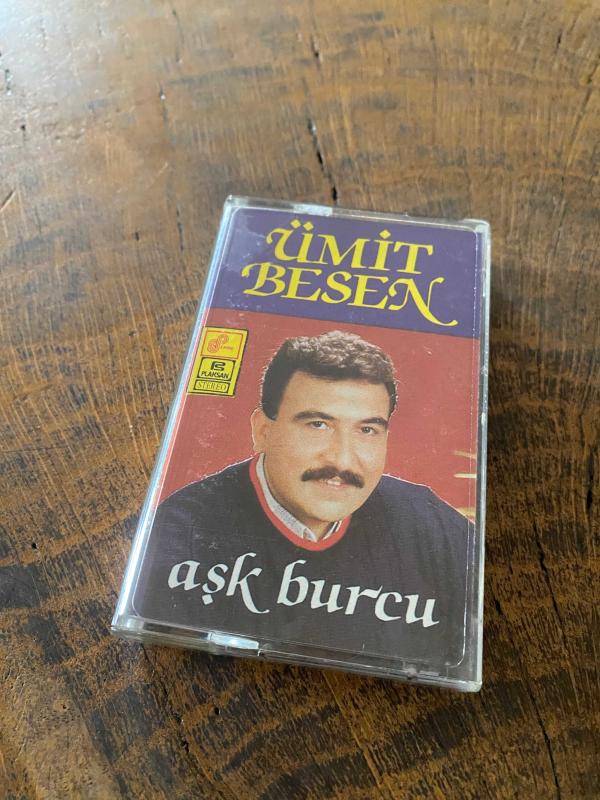 ÜMİT
BESEN
PLAKSAN
STEREO
aşk burcu